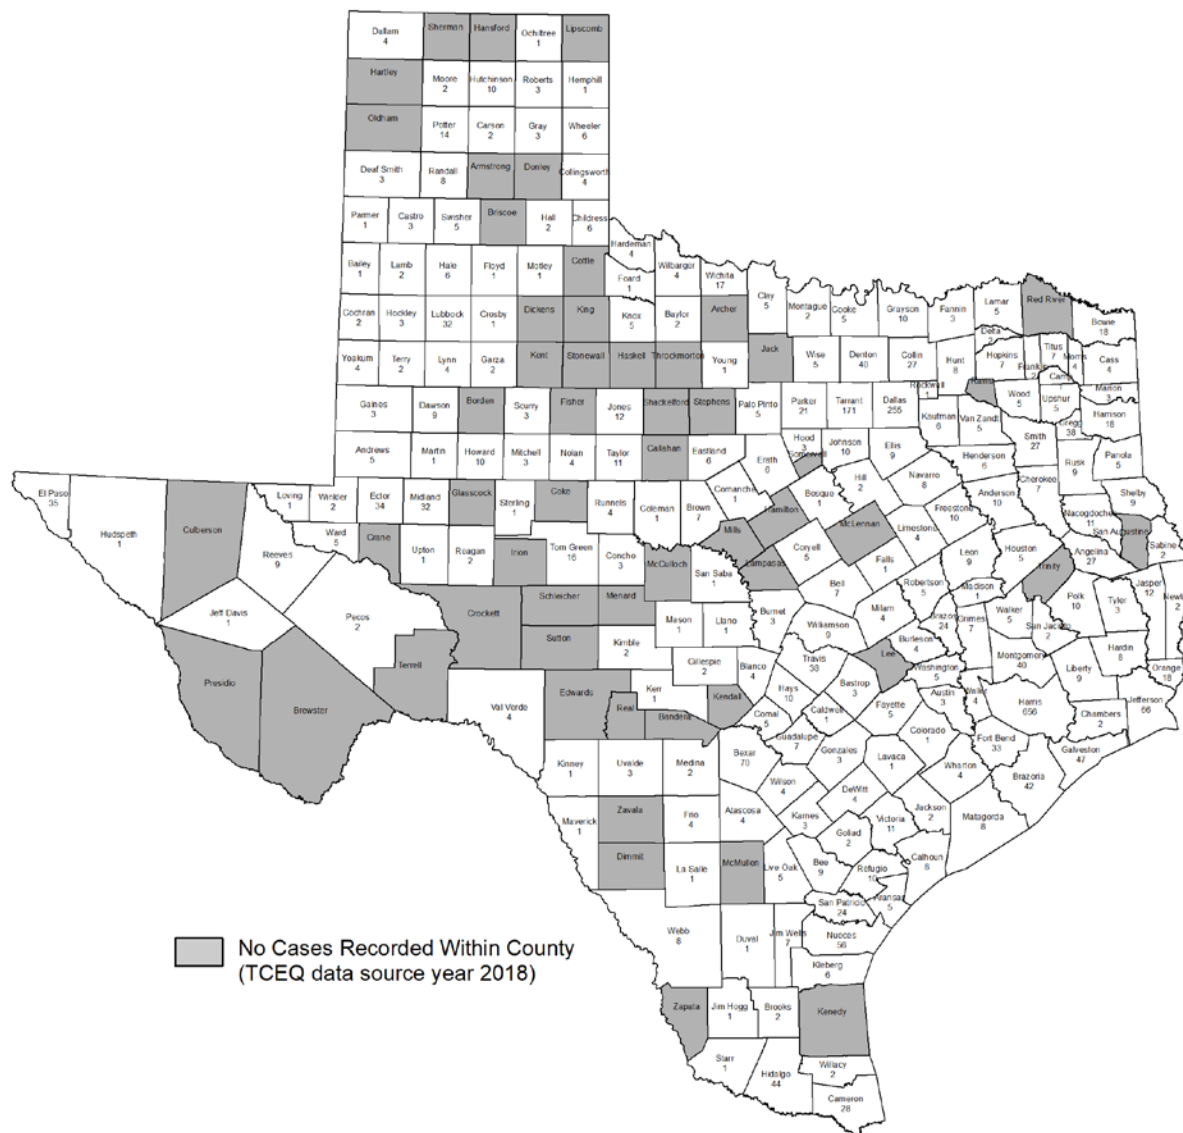 Dallam
4
Sherman
Hansford
Ochiltree
1
Lipscomb
Hartley
Moore
2
Hutchinson
10
Roberts
3
Hemphill
1
Oldham
Potter
14
Carson
2
Gray
3
Wheeler
6
Deaf Smith
3
Randall
8
Armstrong
Donley
Collingsworth
4
Parmer
1
Castro
3
Swisher
5
Briscoe
Hall
2
Childress
6
Hardeman
4
Bailey
1
Lamb
2
Hale
6
Floyd
1
Motley
1
Cottle
Foard
1
Wilbarger
4
Wichita
17
Cochran
2
Hockley
3
Lubbock
32
Crosby
1
Dickens
King
Knox
5
Baylor
2
Archer
Clay
5
Montague
2
Cooke
5
Grayson
10
Fannin
3
Lamar
5
Red River
Bowie
18
Delta
2
Yoakum
4
Terry
2
Lynn
4
Garza
2
Kent
Stonewall
Haskell
Throckmorton
Young
1
Jack
Wise
5
Denton
40
Collin
27
Hunt
8
Hopkins
7
Franklin
2
Titus
7
Morris
4
Cass
4
Camp
1
Gaines
3
Dawson
9
Borden
Scurry
3
Fisher
Jones
12
Shackelford
Stephens
Palo Pinto
5
Parker
21
Tarrant
171
Dallas
255
Rockwall
1
Kaufman
6
Van Zandt
5
Rains
Wood
5
Upshur
5
Marion
3
Harrison
18
Gregg
38
Andrews
5
Martin
1
Howard
10
Mitchell
3
Nolan
4
Taylor
11
Callahan
Eastland
6
Erath
6
Hood
3
Somervell
Johnson
10
Ellis
9
Henderson
6
Smith
27
Rusk
9
Panola
5
El Paso
35
Hudspeth
1
Culberson
Loving
1
Winkler
2
Ector
34
Midland
32
Glasscock
Sterling
1
Coke
Runnels
4
Coleman
1
Brown
7
Comanche
1
Hamilton
Bosque
1
Hill
2
Navarro
8
Freestone
10
Anderson
10
Cherokee
7
Nacogdoches
11
Shelby
9
San Augustine
Sabine
2
Reeves
9
Ward
5
Crane
Upton
1
Reagan
2
Irion
Tom Green
16
Concho
3
McCulloch
San Saba
1
Mills
Lampasas
Coryell
5
McLennan
Limestone
4
Falls
1
Leon
9
Houston
5
Angelina
27
Trinity
Jeff Davis
1
Pecos
2
Crockett
Schleicher
Menard
Mason
1
Llano
1
Burnet
3
Bell
7
Milam
4
Robertson
5
Madison
1
Walker
5
Polk
10
Tyler
3
Jasper
12
Newton
2
Presidio
Brewster
Terrell
Val Verde
4
Sutton
Kimble
2
Gillespie
2
Blanco
4
Williamson
9
Travis
38
Lee
Burleson
4
Brazos
24
Grimes
7
San Jacinto
2
Montgomery
40
Liberty
9
Hardin
8
Orange
18
Edwards
Real
Kerr
1
Bandera
Kendall
Comal
5
Hays
10
Bastrop
3
Caldwell
1
Fayette
5
Washington
5
Austin
3
Waller
4
Harris
656
Chambers
2
Jefferson
66
Kinney
1
Uvalde
3
Medina
2
Bexar
70
Guadalupe
7
Gonzales
3
Lavaca
1
Colorado
1
Fort Bend
33
Wharton
4
Galveston
47
Brazoria
42
Maverick
1
Zavala
Frio
4
Atascosa
4
Wilson
4
Karnes
3
DeWitt
4
Jackson
2
Matagorda
8
Victoria
11
Goliad
2
Calhoun
6
Dimmit
La Salle
1
McMullen
Live Oak
5
Bee
9
Refugio
10
Aransas
5
San Patricio
24
Webb
8
Duval
1
Jim Wells
7
Nueces
56
Kleberg
6
Zapata
Jim Hogg
1
Brooks
2
Kenedy
Starr
1
Hidalgo
44
Willacy
2
Cameron
28
No Cases Recorded Within County
(TCEQ data source year 2018)